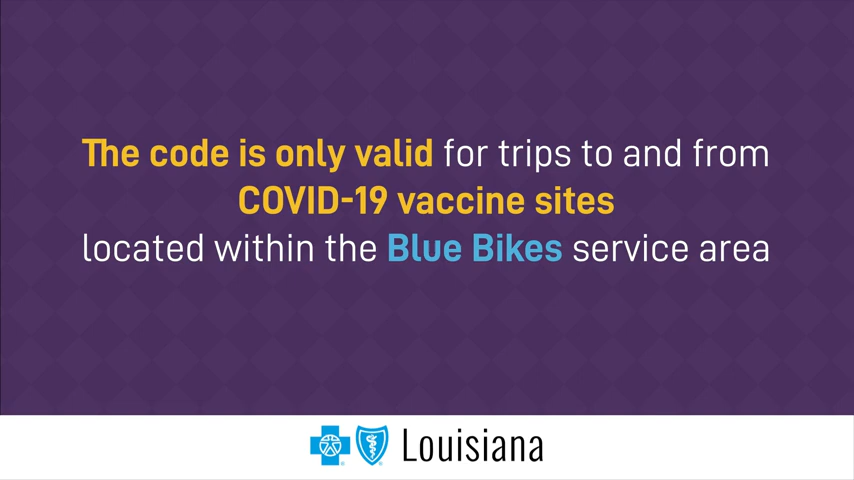 The code is only valid for trips to and from
COVID-19 vaccine sites
located within the Blue Bikes service area
Louisiana